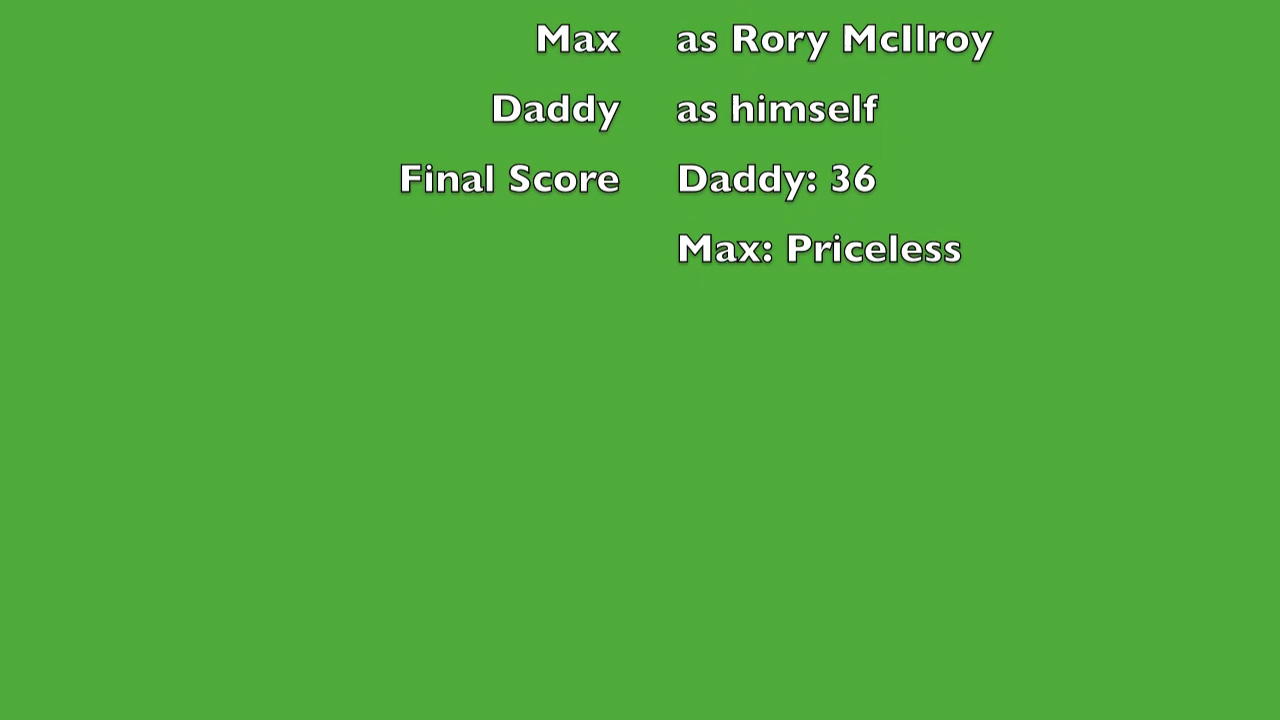 Max as Rory McIlroy
Daddy as himself
Final Score Daddy: 36
Max: Priceless